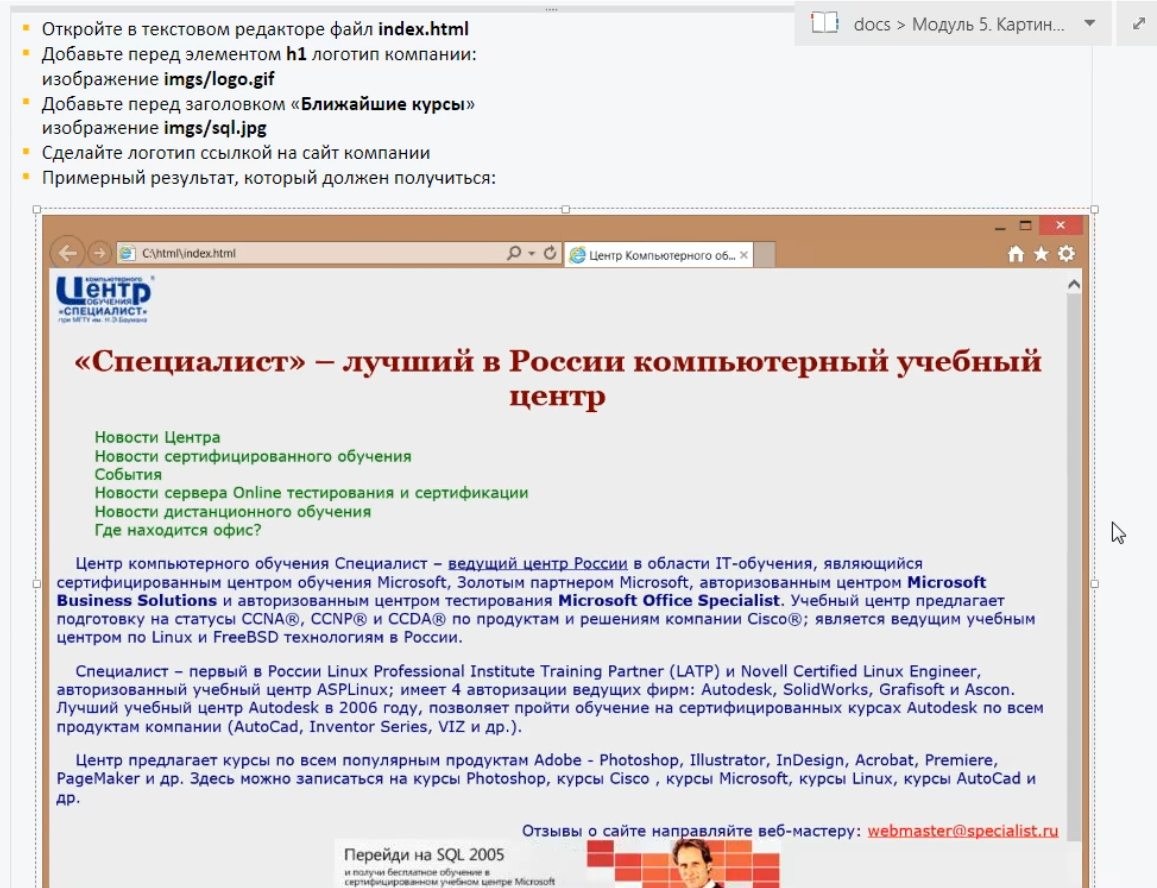 docs > Модуль 5. Картин...
Откройте в текстовом редакторе файл index.html
Добавьте перед элементом h1 логотип компании:
изображение imgs/logo.gif
Добавьте перед заголовком «Ближайшие курсы»
изображение imgs/sql.jpg
Сделайте логотип ссылкой на сайт компании
Примерный результат, который должен получиться:
C:\html\index.html
Центр Компьютерного об...
компьютерного
Центр
ОБУЧЕНИЯ
«СПЕЦИАЛИСТ»
при МГТУ им. Н.Э.Баумана
«Специалист» – лучший в России компьютерный учебный
центр
Новости Центра
Новости сертифицированного обучения
События
Новости сервера Online тестирования и сертификации
Новости дистанционного обучения
Где находится офис?
Центр компьютерного обучения Специалист – ведущий центр России в области IT-обучения, являющийся
сертифицированным центром обучения Microsoft, Золотым партнером Microsoft, авторизованным центром Microsoft
Business Solutions и авторизованным центром тестирования Microsoft Office Specialist. Учебный центр предлагает
подготовку на статусы CCNA®, CCNP® и CCDA® по продуктам и решениям компании Cisco®; является ведущим учебным
центром по Linux и FreeBSD технологиям в России.
Специалист – первый в России Linux Professional Institute Training Partner (LATP) и Novell Certified Linux Engineer,
авторизованный учебный центр ASPLinux; имеет 4 авторизации ведущих фирм: Autodesk, SolidWorks, Grafisoft и Ascon.
Лучший учебный центр Autodesk в 2006 году, позволяет пройти обучение на сертифицированных курсах Autodesk по всем
продуктам компании (AutoCad, Inventor Series, VIZ и др.).
Центр предлагает курсы по всем популярным продуктам Adobe - Photoshop, Illustrator, InDesign, Acrobat, Premiere,
PageMaker и др. Здесь можно записаться на курсы Photoshop, курсы Cisco , курсы Microsoft, курсы Linux, курсы AutoCad и
др.
Отзывы о сайте направляйте веб-мастеру: webmaster@specialist.ru
Перейди на SQL 2005
и получи бесплатное обучение в
сертифицированном учебном центре Microsoft